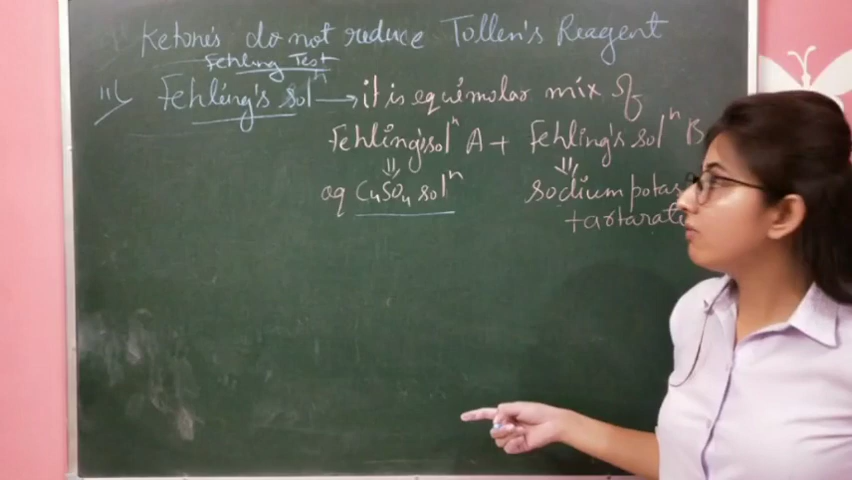 Ketones do not reduce Tollen's Reagent
Fehling Test
ii) Fehling's solⁿ → it is equimolar mix of
Fehling's solⁿ A + Fehling's solⁿ B
aq CuSO₄ solⁿ sodium potas
tartarate